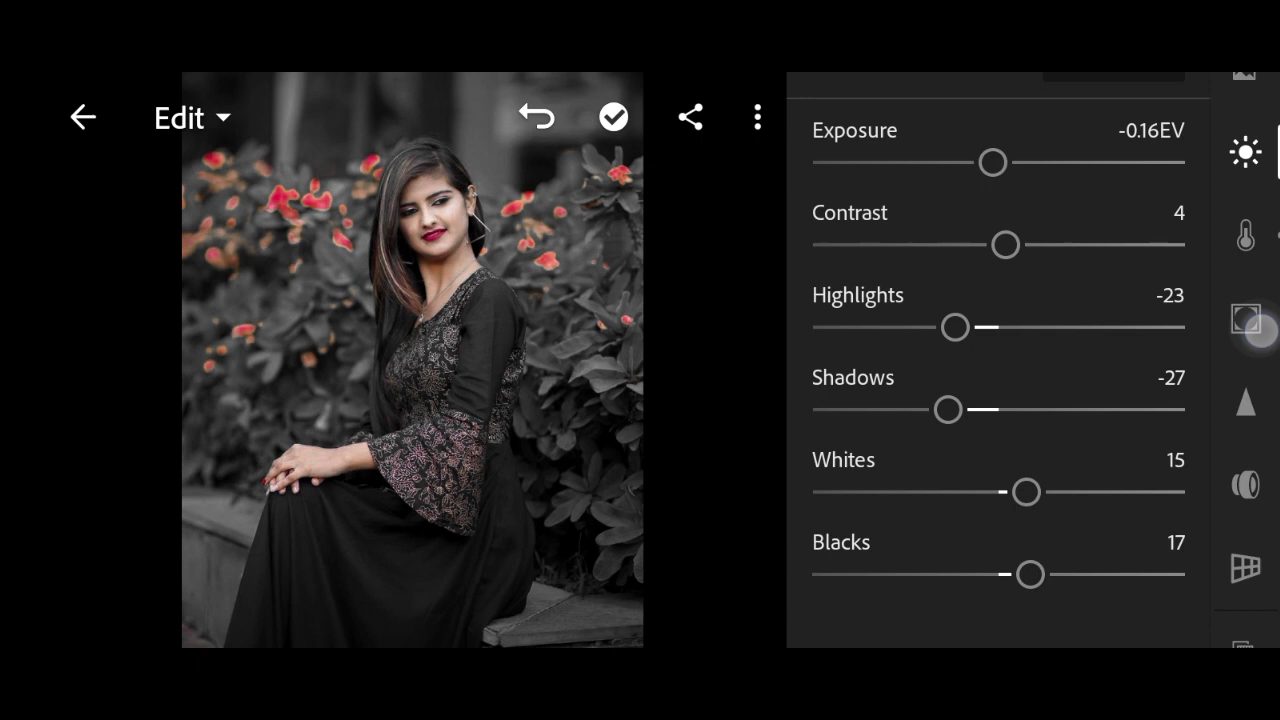 Edit
Exposure -0.16EV
Contrast 4
Highlights -23
Shadows -27
Whites 15
Blacks 17